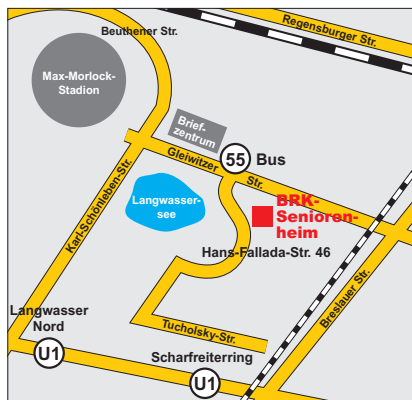 Beuthener Str.
Regensburger Str.
Max-Morlock-
Stadion
Brief-
zentrum
55 Bus
Gleiwitzer Str.
Karl-Schönleben-Str.
Langwasser-
see
BRK-
Senioren-
heim
Hans-Fallada-Str. 46
Breslauer Str.
Langwasser
Nord
U1
Tucholsky-Str.
Scharfreiterring
U1